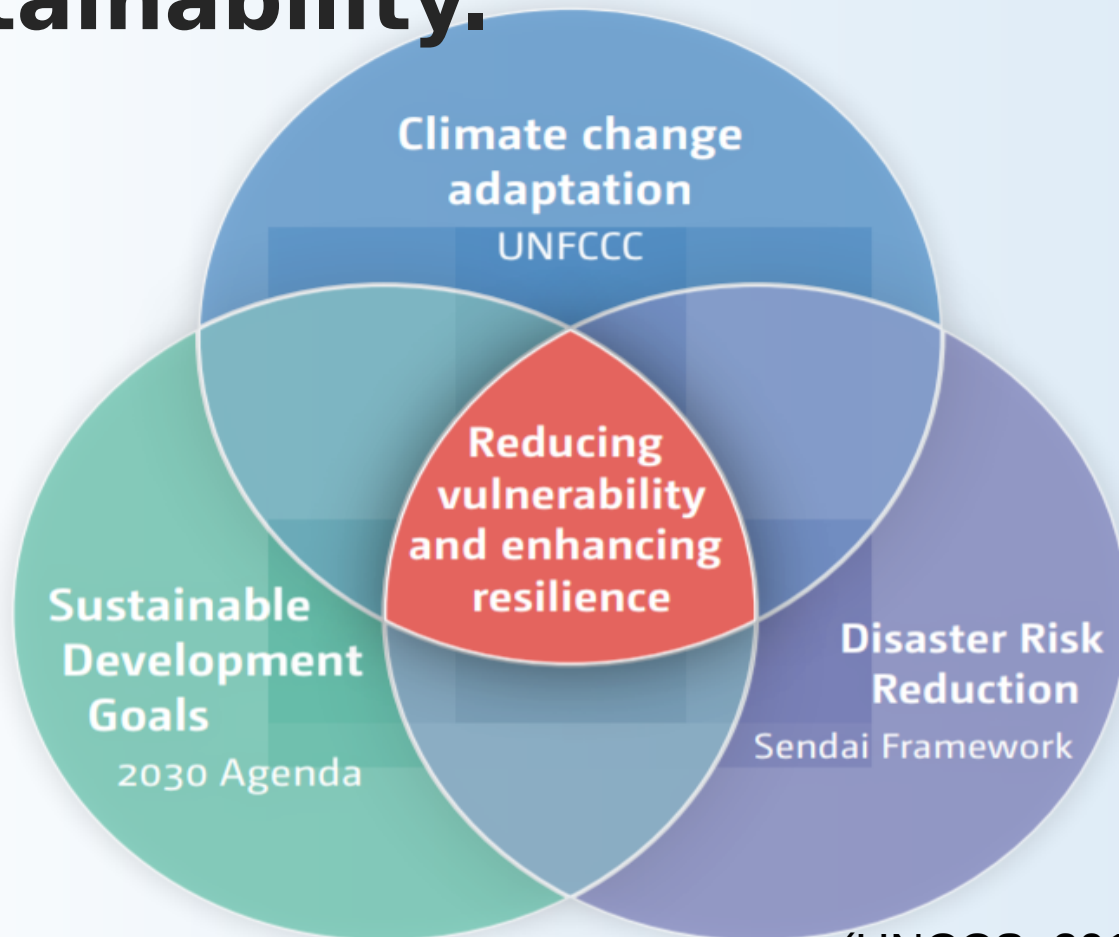 tainability.
Climate change
adaptation
UNFCCC
Reducing
vulnerability
and enhancing
resilience
Sustainable
Development
Goals
2030 Agenda
Disaster Risk
Reduction
Sendai Framework